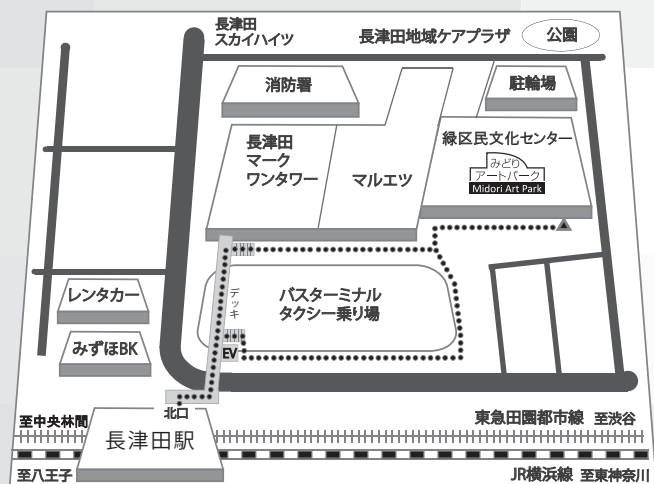 長津田
スカイハイツ
長津田地域ケアプラザ
公園
消防署
駐輪場
長津田
マーク
ワンタワー
マルエツ
緑区民文化センター
みどり
アートパーク
Midori Art Park
レンタカー
みずほBK
デッキ
バスターミナル
タクシー乗り場
EV
北口
至中央林間
長津田駅
東急田園都市線 至渋谷
至八王子
JR横浜線 至東神奈川